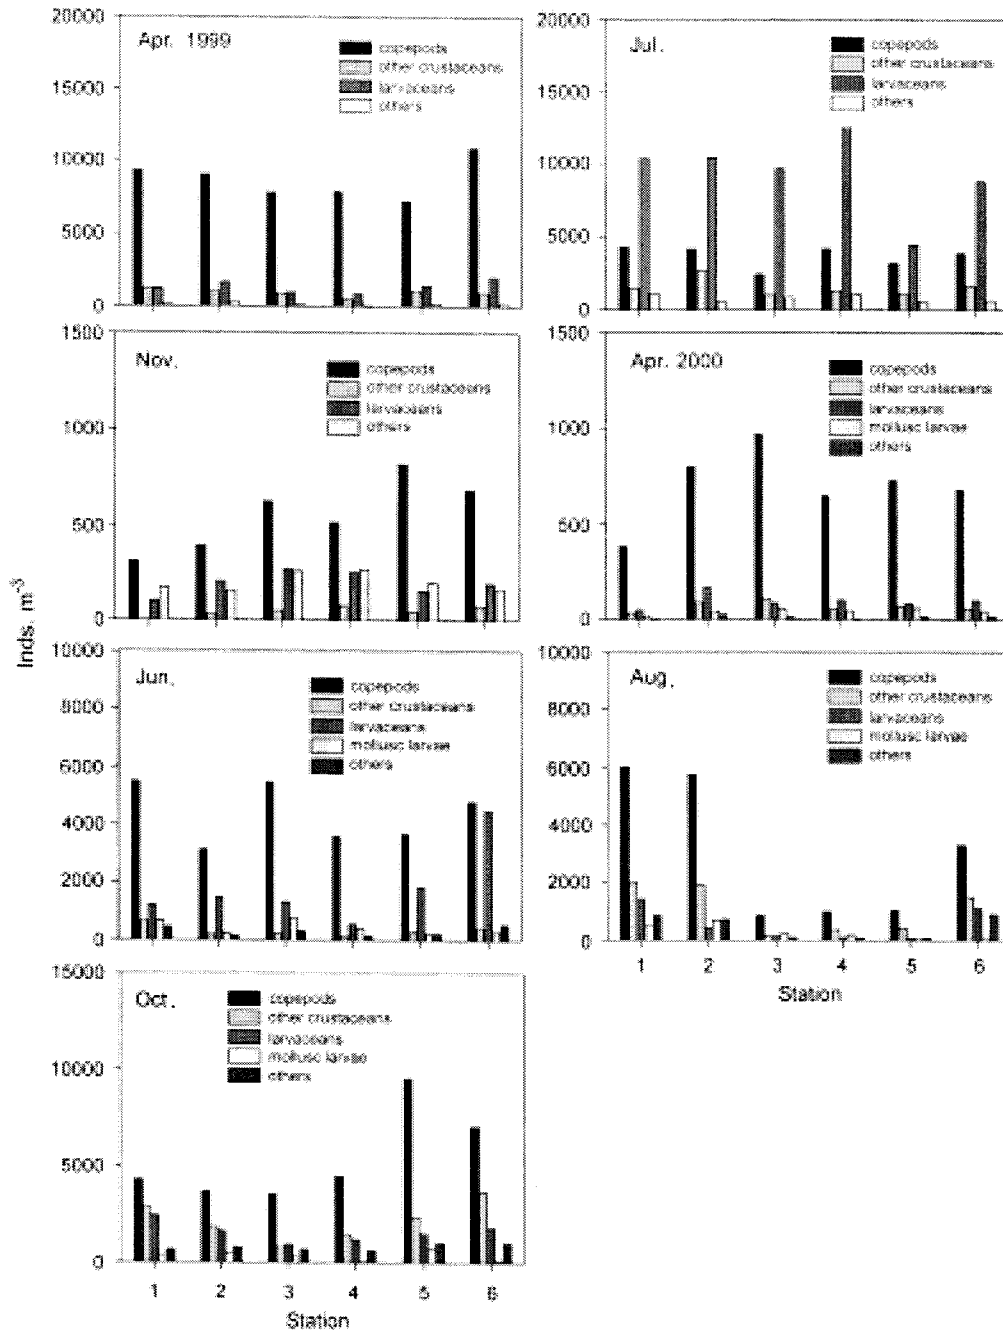 Apr. 1999
copepods
other crustaceans
larvaceans
others
20000
15000
10000
5000
0
Jul.
copepods
other crustaceans
larvaceans
others
20000
15000
10000
5000
0
Nov.
copepods
other crustaceans
larvaceans
others
1500
1000
500
0
Apr. 2000
copepods
other crustaceans
larvaceans
mollusc larvae
others
1500
1000
500
0
Inds. m-3
Jun.
copepods
other crustaceans
larvaceans
mollusc larvae
others
10000
8000
6000
4000
2000
0
Aug.
copepods
other crustaceans
larvaceans
mollusc larvae
others
10000
8000
6000
4000
2000
0
1 2 3 4 5 6
Station
Oct.
copepods
other crustaceans
larvaceans
mollusc larvae
others
15000
10000
5000
0
1 2 3 4 5 6
Station